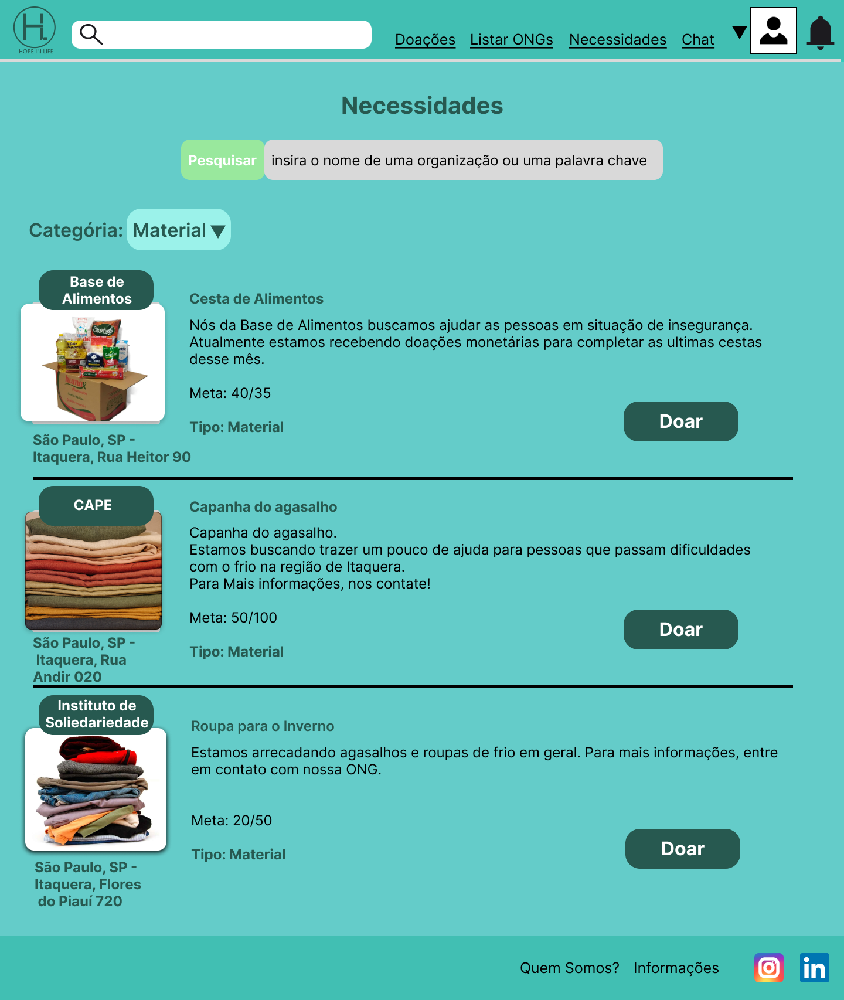 H.
HOPE IN LIFE
Doações Listar ONGs Necessidades Chat
Necessidades
Pesquisar insira o nome de uma organização ou uma palavra chave
Categória: Material
Base de
Alimentos
Cesta de Alimentos
Nós da Base de Alimentos buscamos ajudar as pessoas em situação de insegurança.
Atualmente estamos recebendo doações monetárias para completar as ultimas cestas
desse mês.
Meta: 40/35
Tipo: Material
Doar
humax
São Paulo, SP -
Itaquera, Rua Heitor 90
CAPE
Capanha do agasalho
Capanha do agasalho.
Estamos buscando trazer um pouco de ajuda para pessoas que passam dificuldades
com o frio na região de Itaquera.
Para Mais informações, nos contate!
Meta: 50/100
Tipo: Material
Doar
São Paulo, SP -
Itaquera, Rua
Andir 020
Instituto de
Soliedariedade
Roupa para o Inverno
Estamos arrecadando agasalhos e roupas de frio em geral. Para mais informações, entre
em contato com nossa ONG.
Meta: 20/50
Tipo: Material
Doar
São Paulo, SP -
Itaquera, Flores
do Piauí 720
Quem Somos? Informações
in